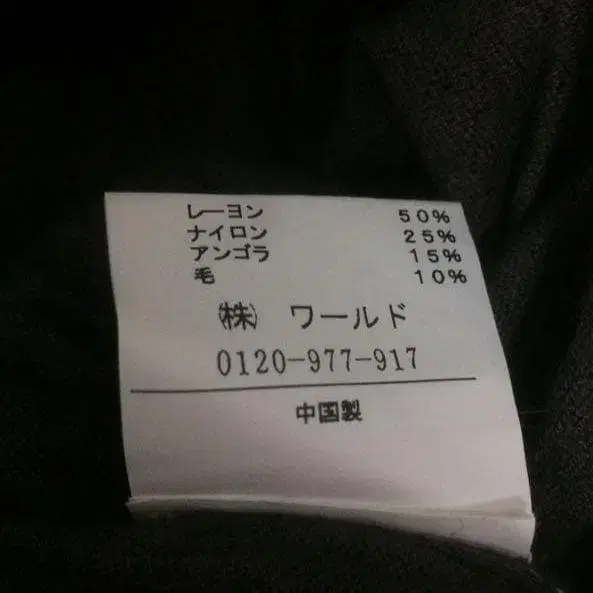 レーヨン 50%
ナイロン 25%
アンゴラ 15%
毛 10%
㈱ ワールド
0120-977-917
中国製